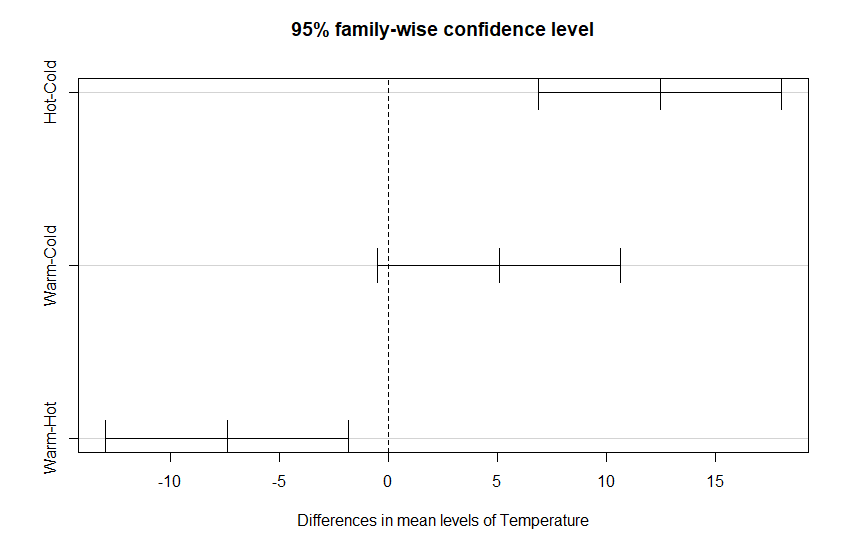 95% family-wise confidence level
Hot-Cold
Warm-Cold
Warm-Hot
-10 -5 0 5 10 15
Differences in mean levels of Temperature